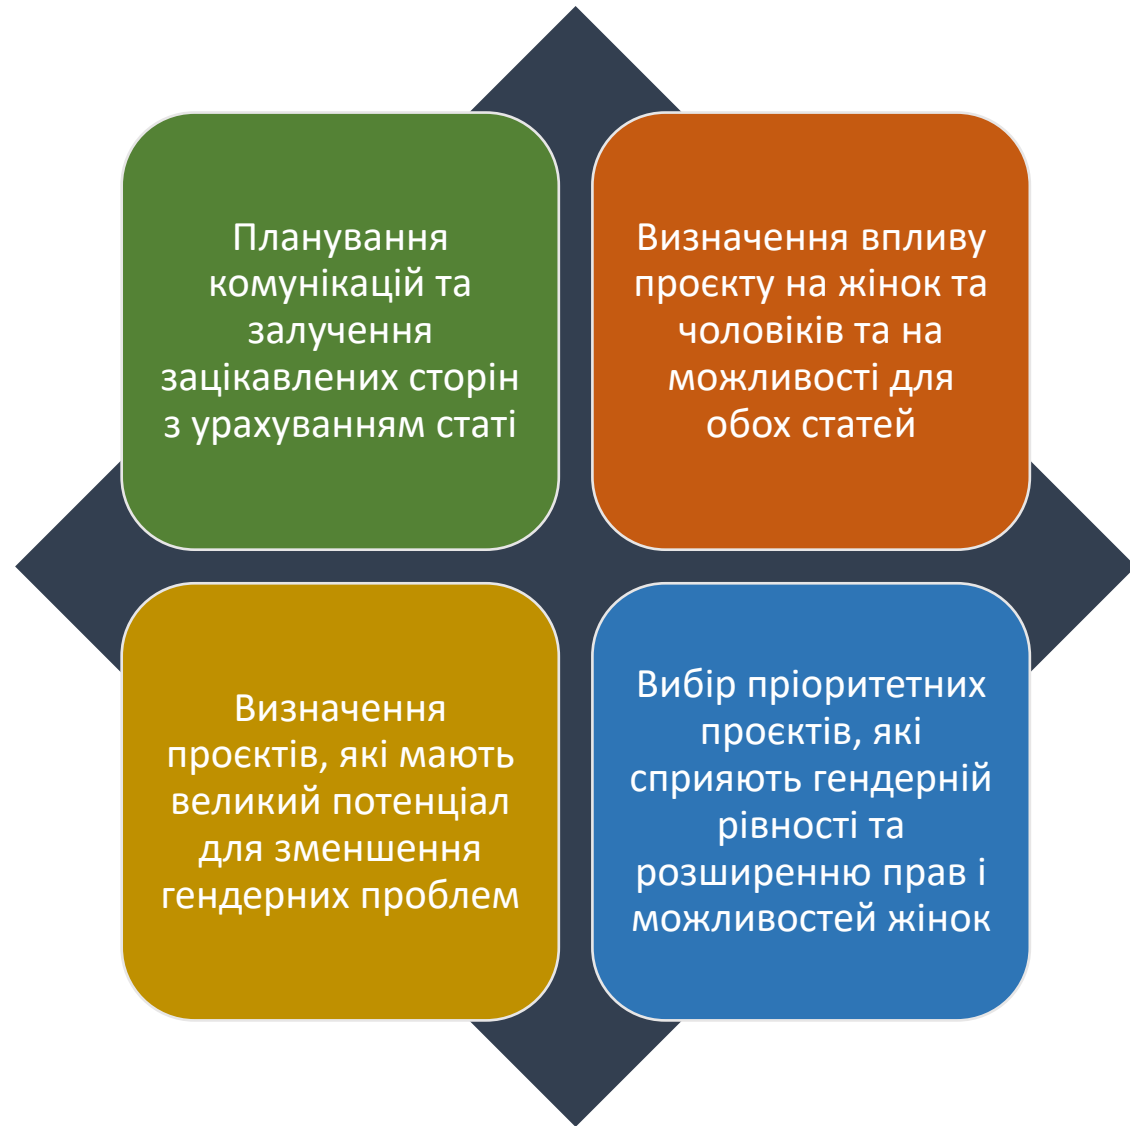 Планування
комунікацій та
залучення
зацікавлених сторін
з урахуванням статі
Визначення впливу
проєкту на жінок та
чоловіків та на
можливості для
обох статей
Визначення
проєктів, які мають
великий потенціал
для зменшення
гендерних проблем
Вибір пріоритетних
проєктів, які
сприяють гендерній
рівності та
розширенню прав і
можливостей жінок